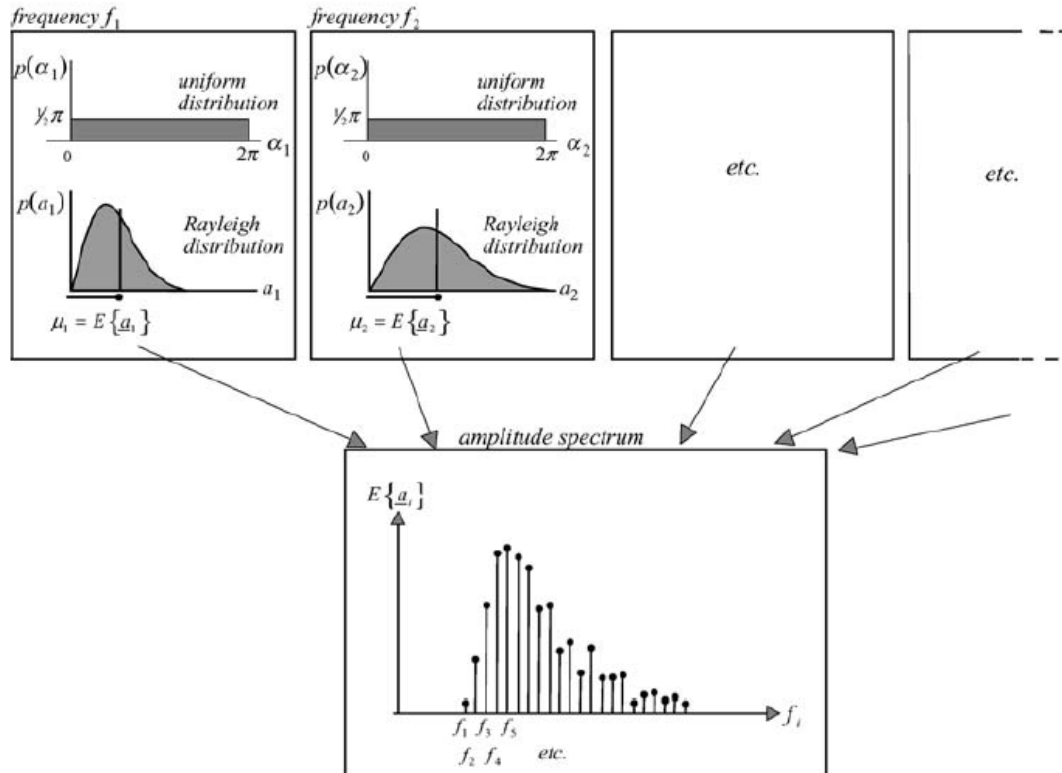 frequency f₁
p(α₁)
uniform
distribution
½π
0
2π
α₁
p(a₁)
Rayleigh
distribution
a₁
μ₁ = E{a₁}
frequency f₂
p(α₂)
uniform
distribution
½π
0
2π
α₂
p(a₂)
Rayleigh
distribution
a₂
μ₂ = E{a₂}
etc.
etc.
amplitude spectrum
E{aᵢ}
f₁ f₃ f₅
f₂ f₄ etc.
fᵢ